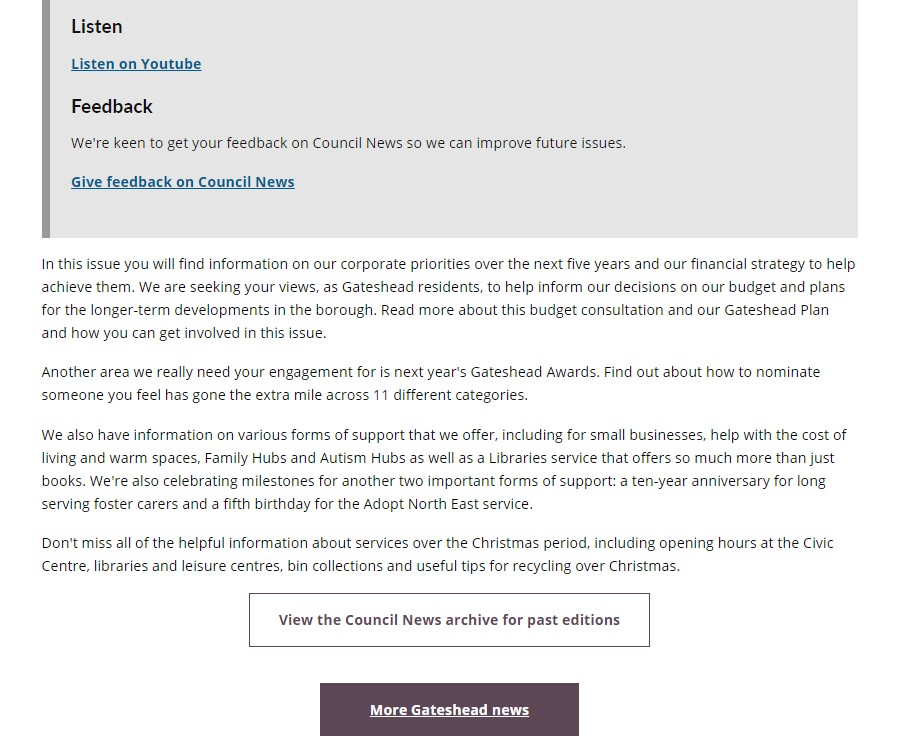 Listen
Listen on Youtube
Feedback
We're keen to get your feedback on Council News so we can improve future issues.
Give feedback on Council News
In this issue you will find information on our corporate priorities over the next five years and our financial strategy to help
achieve them. We are seeking your views, as Gateshead residents, to help inform our decisions on our budget and plans
for the longer-term developments in the borough. Read more about this budget consultation and our Gateshead Plan
and how you can get involved in this issue.
Another area we really need your engagement for is next year's Gateshead Awards. Find out about how to nominate
someone you feel has gone the extra mile across 11 different categories.
We also have information on various forms of support that we offer, including for small businesses, help with the cost of
living and warm spaces, Family Hubs and Autism Hubs as well as a Libraries service that offers so much more than just
books. We're also celebrating milestones for another two important forms of support: a ten-year anniversary for long
serving foster carers and a fifth birthday for the Adopt North East service.
Don't miss all of the helpful information about services over the Christmas period, including opening hours at the Civic
Centre, libraries and leisure centres, bin collections and useful tips for recycling over Christmas.
View the Council News archive for past editions
More Gateshead news